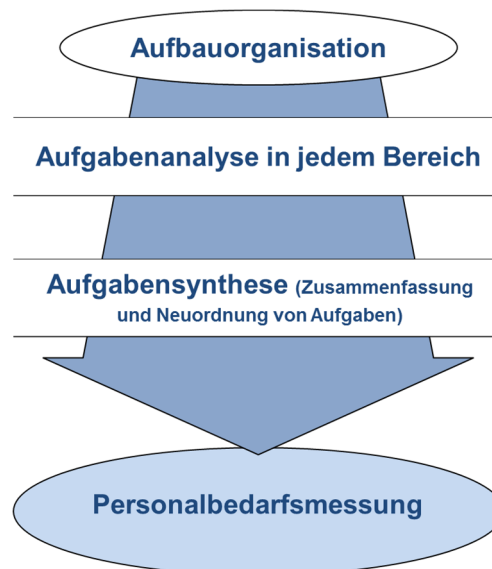 Aufbauorganisation
Aufgabenanalyse in jedem Bereich
Aufgabensynthese (Zusammenfassung
und Neuordnung von Aufgaben)
Personalbedarfsmessung